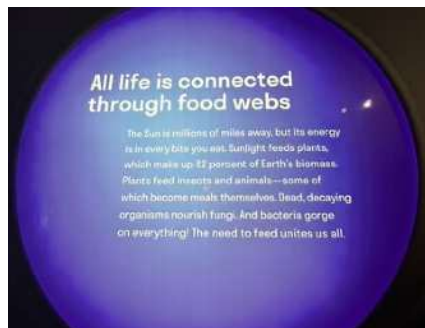 All life is connected
through food webs
The Sun is millions of miles away, but its energy
is in every bite you eat. Sunlight feeds plants,
which make up 82 percent of Earth's biomass.
Plants feed insects and animals—some of
which become meals themselves. Dead, decaying
organisms nourish fungi. And bacteria gorge
on everything! The need to feed unites us all.